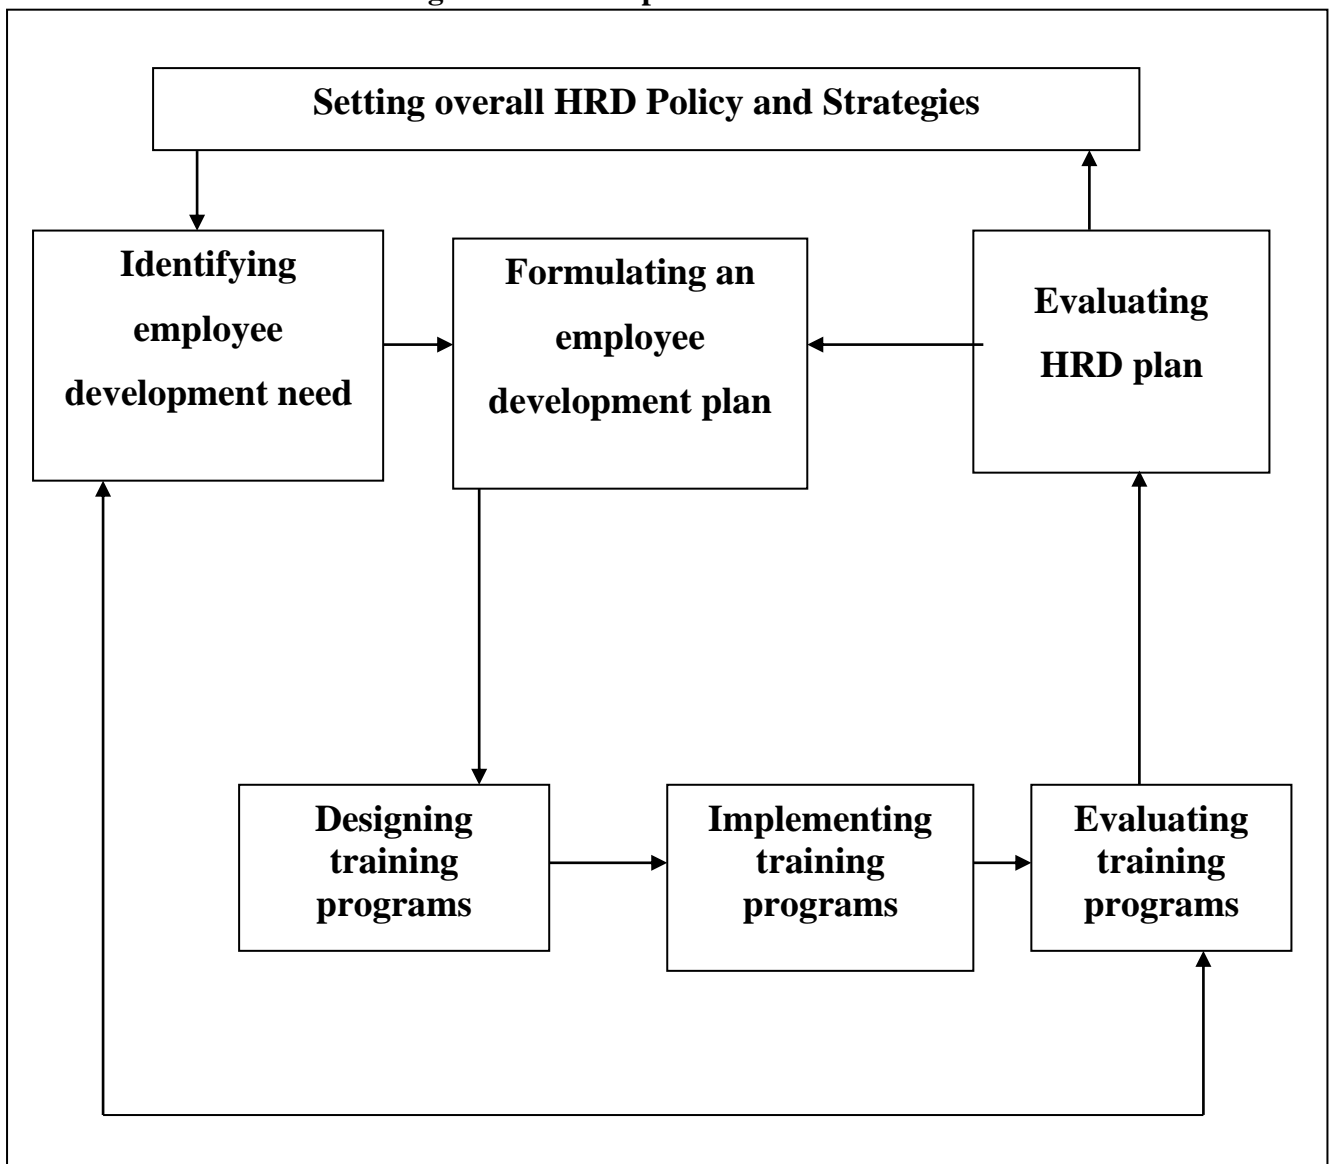 Setting overall HRD Policy and Strategies
Identifying
employee
development need
Formulating an
employee
development plan
Evaluating
HRD plan
Designing
training
programs
Implementing
training
programs
Evaluating
training
programs